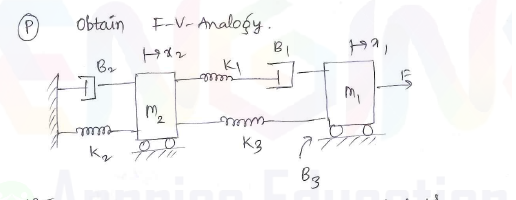 P Obtain F-V-Analogy.
x2 x1
B2 K1 B1 F
M2 M1
K2 K3 B3